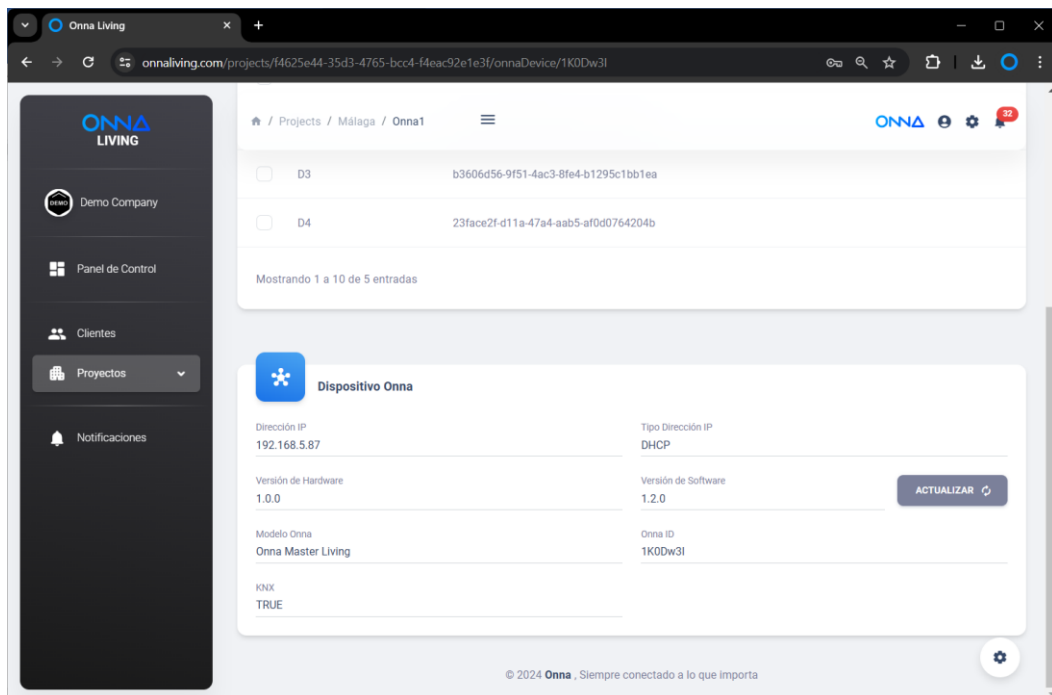 Onna Living
onnaliving.com/projects/f4625e44-35d3-4765-bcc4-f4eac92e1e3f/onnaDevice/1K0Dw3I
ONNA
LIVING
/ Projects / Málaga / Onna1
ONNA
32
D3 b3606d56-9f51-4ac3-8fe4-b1295c1bb1ea
DEMO
Demo Company
D4 23face2f-d11a-47a4-aab5-af0d0764204b
Panel de Control
Mostrando 1 a 10 de 5 entradas
Clientes
Proyectos
Notificaciones
Dispositivo Onna
Dirección IP
192.168.5.87
Tipo Dirección IP
DHCP
Versión de Hardware
1.0.0
Versión de Software
1.2.0
ACTUALIZAR
Modelo Onna
Onna Master Living
Onna ID
1K0Dw3I
KNX
TRUE
© 2024 Onna , Siempre conectado a lo que importa